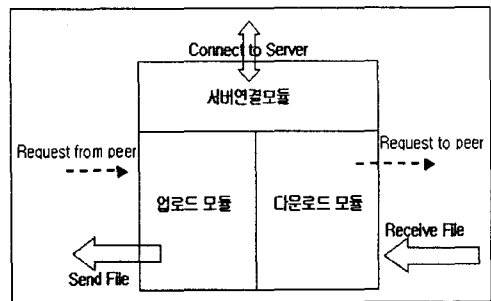 Connect to Server
서버연결모듈
Request from peer
Request to peer
업로드 모듈
다운로드 모듈
Receive File
Send File